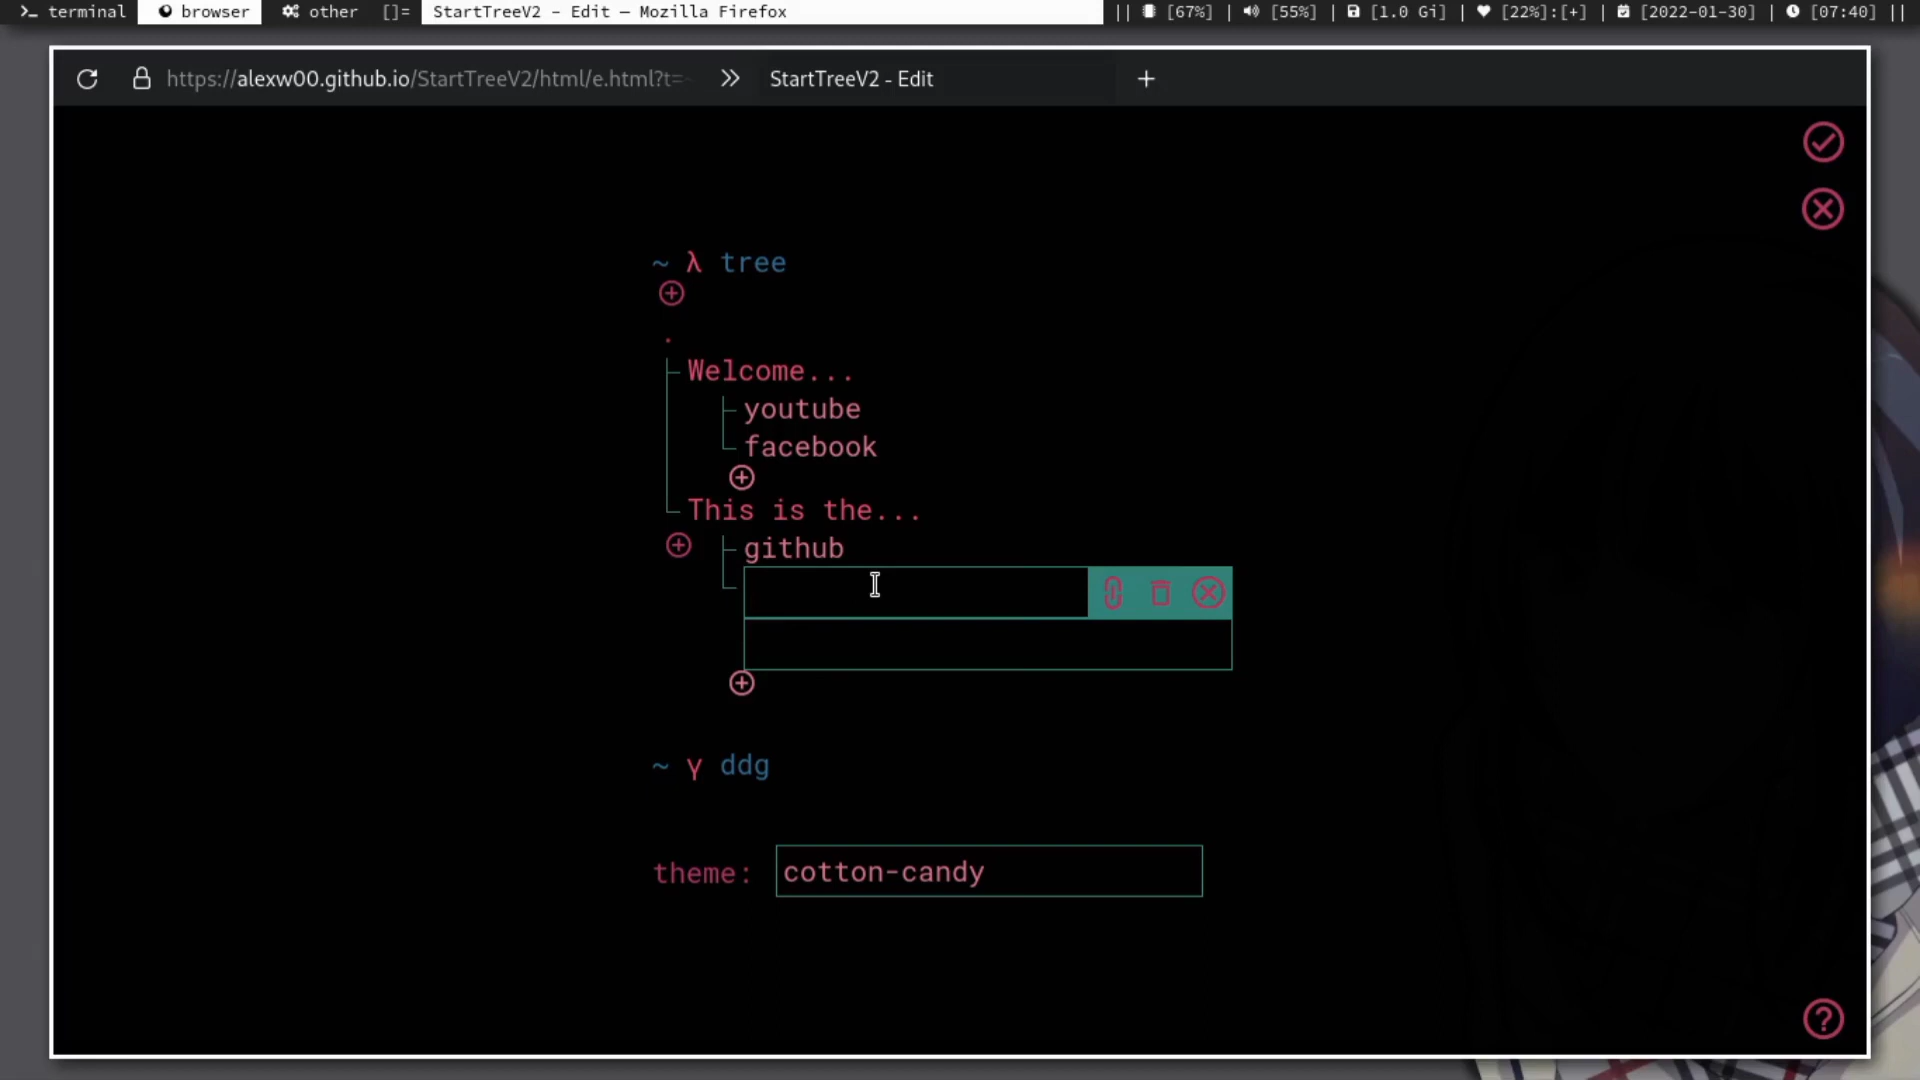 terminal browser other []= StartTreeV2 - Edit — Mozilla Firefox || [67%] | [55%] | [1.0 Gi] | [22%]:[+] | [2022-01-30] | [07:40] ||
https://alexw00.github.io/StartTreeV2/html/e.html?t=- StartTreeV2 - Edit
~ λ tree
.
Welcome...
youtube
facebook
This is the...
github
~ γ ddg
theme: cotton-candy